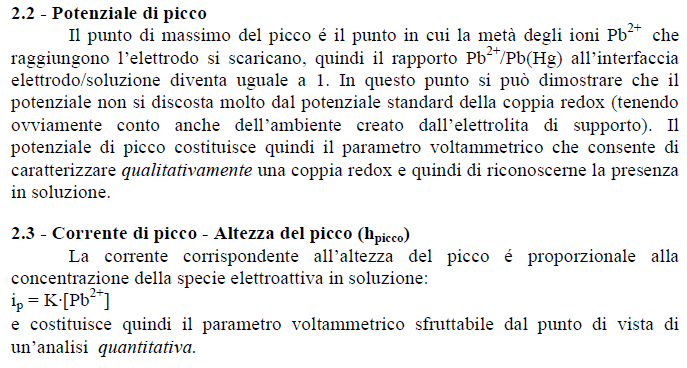 2.2 - Potenziale di picco
Il punto di massimo del picco é il punto in cui la metà degli ioni Pb²⁺ che
raggiungono l'elettrodo si scaricano, quindi il rapporto Pb²⁺/Pb(Hg) all'interfaccia
elettrodo/soluzione diventa uguale a 1. In questo punto si può dimostrare che il
potenziale non si discosta molto dal potenziale standard della coppia redox (tenendo
ovviamente conto anche dell'ambiente creato dall'elettrolita di supporto). Il
potenziale di picco costituisce quindi il parametro voltammetrico che consente di
caratterizzare qualitativamente una coppia redox e quindi di riconoscerne la presenza
in soluzione.
2.3 - Corrente di picco - Altezza del picco (hpicco)
La corrente corrispondente all'altezza del picco é proporzionale alla
concentrazione della specie elettroattiva in soluzione:
ip = K·[Pb²⁺]
e costituisce quindi il parametro voltammetrico sfruttabile dal punto di vista di
un'analisi quantitativa.